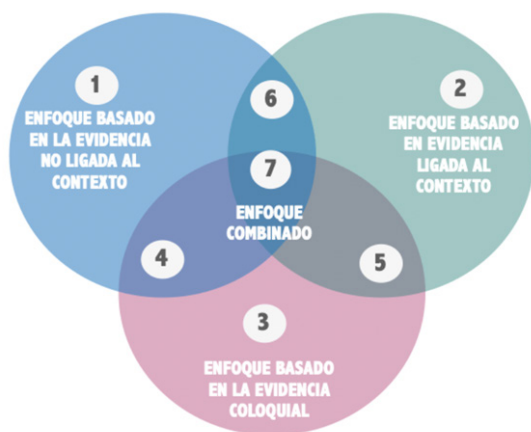 1
ENFOQUE BASADO
EN LA EVIDENCIA
NO LIGADA AL
CONTEXTO
6
2
ENFOQUE BASADO
EN EVIDENCIA
LIGADA AL
CONTEXTO
7
ENFOQUE
COMBINADO
4
5
3
ENFOQUE BASADO
EN LA EVIDENCIA
COLOQUIAL